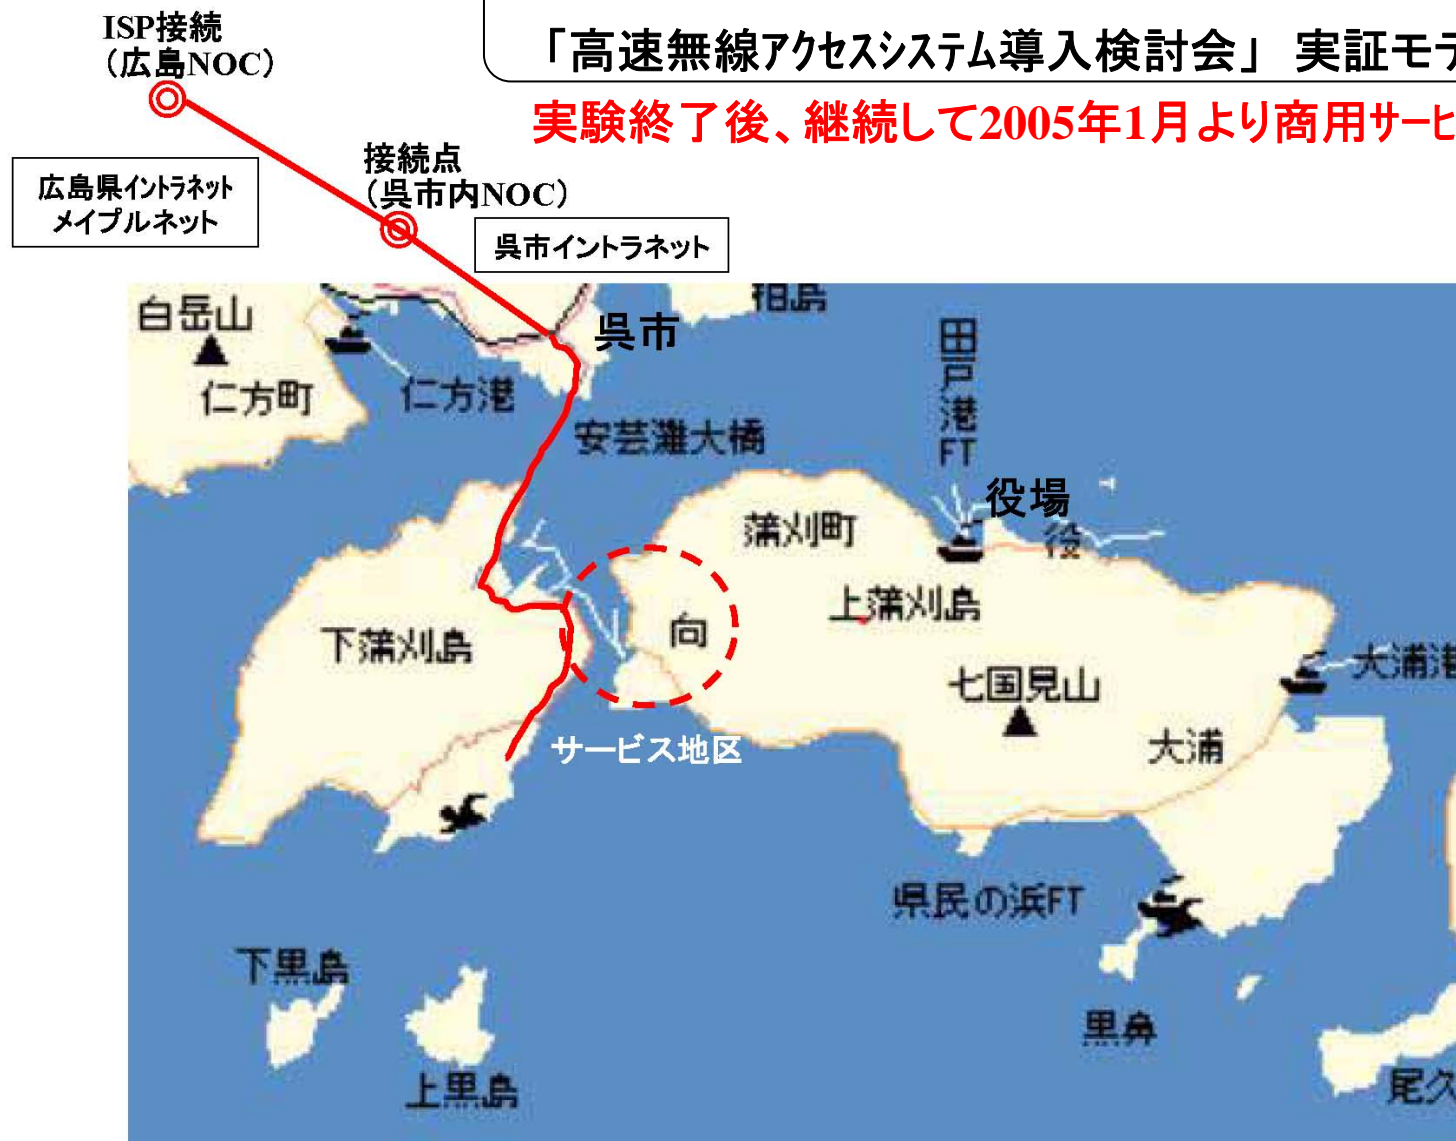 ISP接続
（広島NOC）
「高速無線アクセスシステム導入検討会」 実証モデ
実験終了後、継続して2005年1月より商用サービ
接続点
（呉市内NOC）
広島県イントラネット
メイプルネット
呉市イントラネット
白岳山
呉市
仁方町
仁方港
田戸港FT
安芸灘大橋
役場
蒲刈町
役
上蒲刈島
向
下蒲刈島
大浦港
七国見山
サービス地区
大浦
県民の浜FT
下黒島
黒鼻
上黒島
尾久